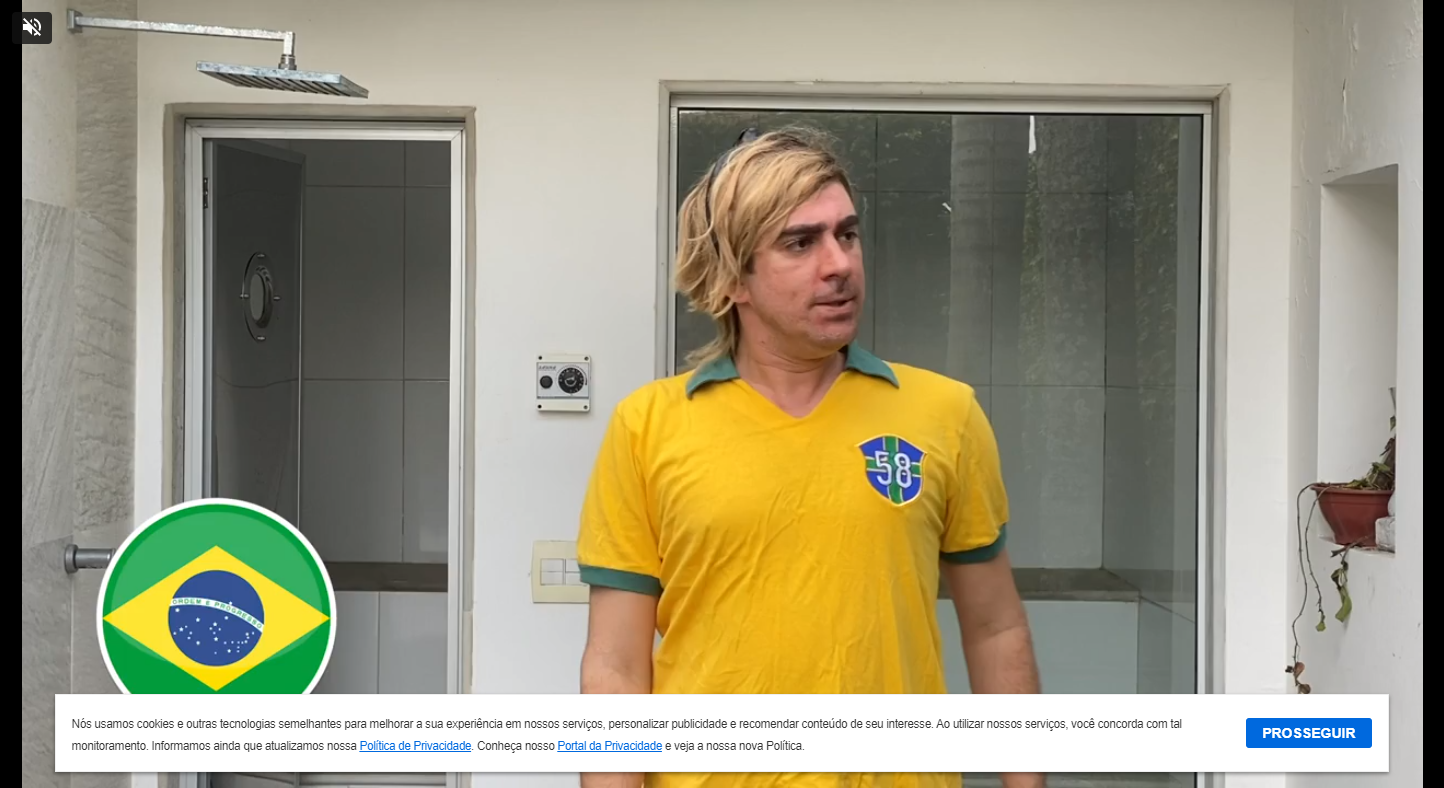 58
ORDEM E PROGRESSO
Nós usamos cookies e outras tecnologias semelhantes para melhorar a sua experiência em nossos serviços, personalizar publicidade e recomendar conteúdo de seu interesse. Ao utilizar nossos serviços, você concorda com tal
monitoramento. Informamos ainda que atualizamos nossa Política de Privacidade. Conheça nosso Portal da Privacidade e veja a nossa nova Política.
PROSSEGUIR